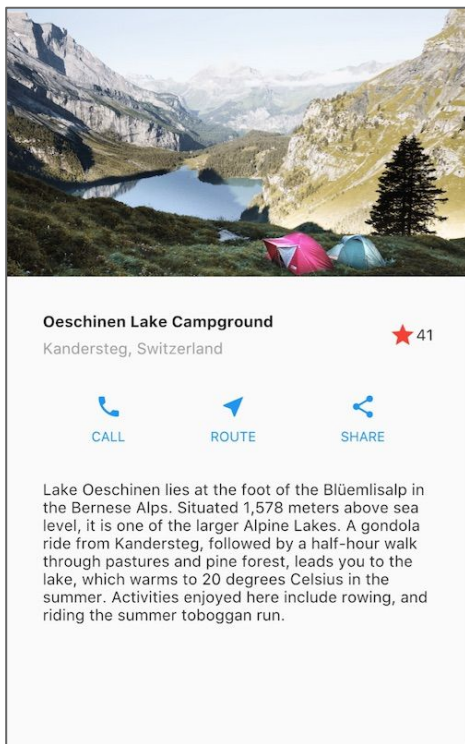 Oeschinen Lake Campground
41
Kandersteg, Switzerland
CALL
ROUTE
SHARE
Lake Oeschinen lies at the foot of the Blüemlisalp in
the Bernese Alps. Situated 1,578 meters above sea
level, it is one of the larger Alpine Lakes. A gondola
ride from Kandersteg, followed by a half-hour walk
through pastures and pine forest, leads you to the
lake, which warms to 20 degrees Celsius in the
summer. Activities enjoyed here include rowing, and
riding the summer toboggan run.